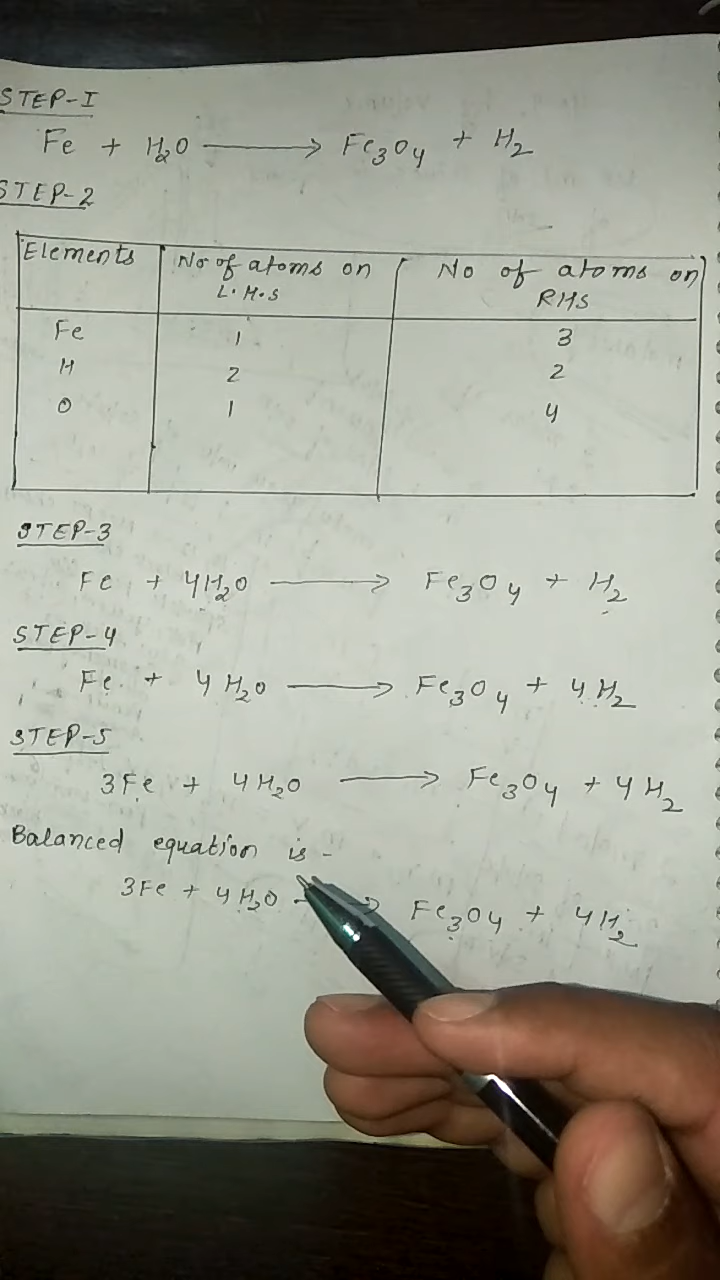 STEP-I
Fe + H₂O ⟶ Fe₃O₄ + H₂
STEP-2
Elements No of atoms on L.H.S No of atoms on RHS
Fe 1 3
H 2 2
O 1 4
STEP-3
Fe + 4H₂O ⟶ Fe₃O₄ + H₂
STEP-4
Fe + 4H₂O ⟶ Fe₃O₄ + 4H₂
STEP-5
3Fe + 4H₂O ⟶ Fe₃O₄ + 4H₂
Balanced equation is -
3Fe + 4H₂O ⟶ Fe₃O₄ + 4H₂